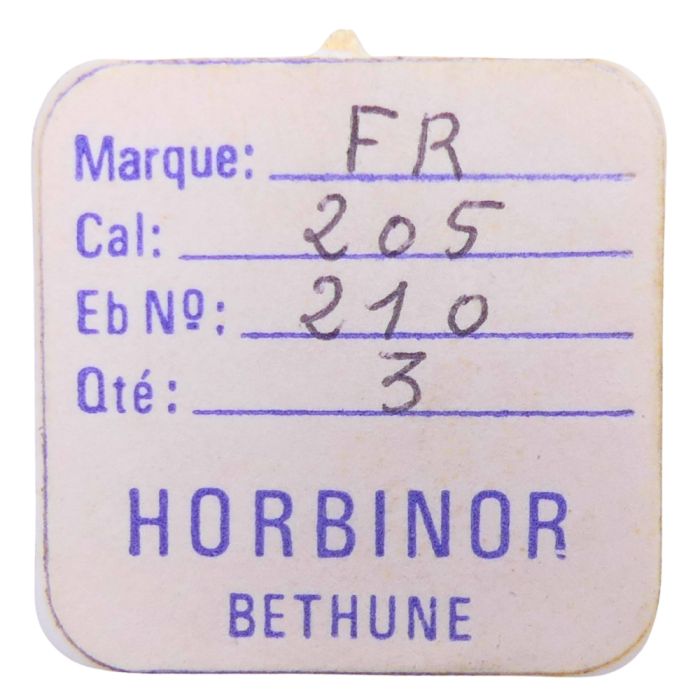 Marque: FR
Cal: 205
Eb Nº: 210
Qté: 3
HORBINOR
BETHUNE